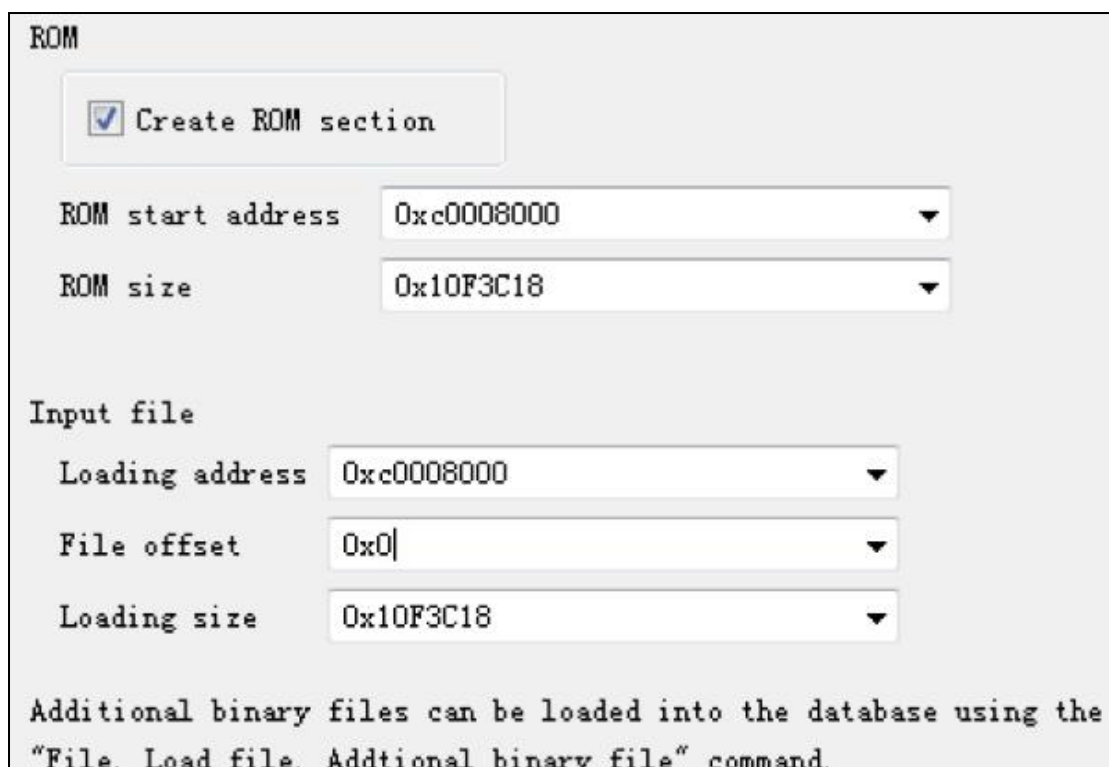 ROM
Create ROM section
ROM start address 0xc0008000
ROM size 0x10F3C18
Input file
Loading address 0xc0008000
File offset 0x0
Loading size 0x10F3C18
Additional binary files can be loaded into the database using the
"File, Load file, Addtional binary file" command.